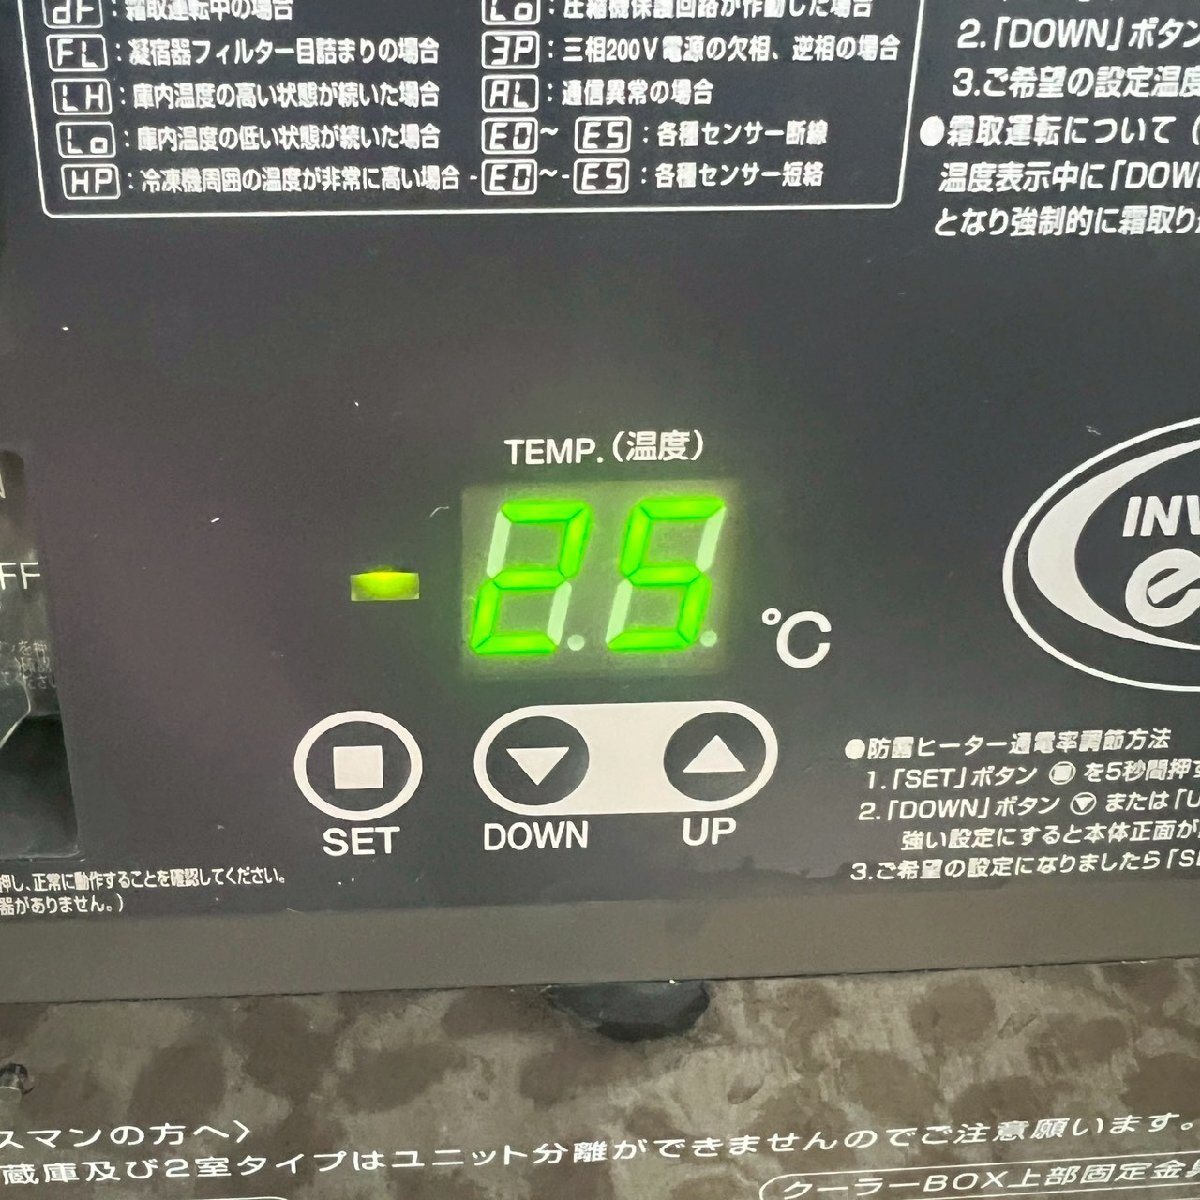 dF：霜取運転中の場合
FL：凝宿器フィルター目詰まりの場合
LH：庫内温度の高い状態が続いた場合
Lo：庫内温度の低い状態が続いた場合
HP：冷凍機周囲の温度が非常に高い場合
Lo：圧縮機保護回路が作動した場合
3P：三相200V電源の欠相、逆相の場合
AL：通信異常の場合
E0～E5：各種センサー断線
-E0～-E5：各種センサー短絡
2.「DOWN」ボタン
3.ご希望の設定温度
●霜取運転について（
温度表示中に「DOW
となり強制的に霜取り
TEMP.（温度）
-25
℃
SET
DOWN
UP
FF
INV
e
●防露ヒーター通電率調節方法
1.「SET」ボタン を5秒間押す
2.「DOWN」ボタン または「U
強い設定にすると本体正面が
3.ご希望の設定になりましたら「SE
押し、正常に動作することを確認してください。
器がありません。）
スマンの方へ〉
蔵庫及び2室タイプはユニット分離ができませんのでご注意願います。
クーラーBOX上部固定金具